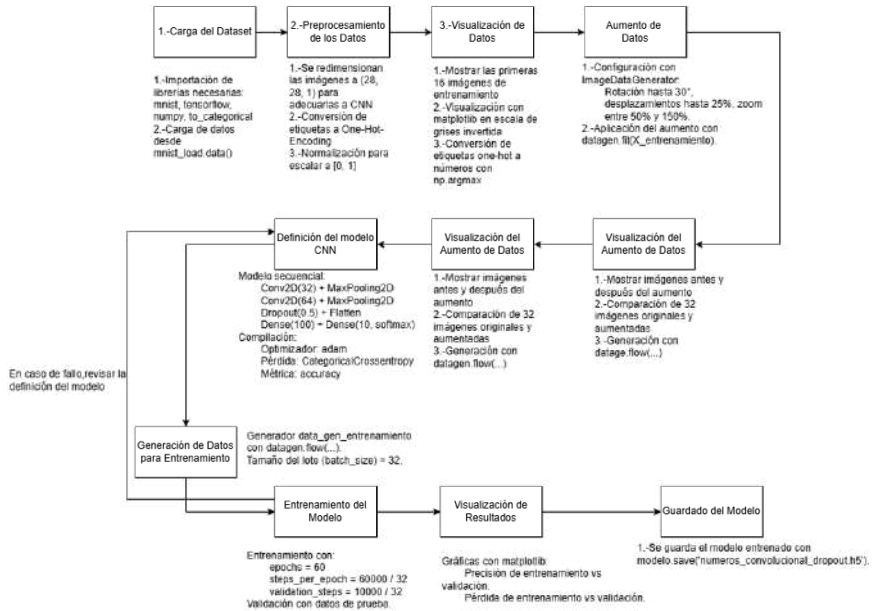 1.-Carga del Dataset
1.-Importación de
librerías necesarias:
mnist, tensorflow,
numpy, to_categorical
2.-Carga de datos
desde
mnist_load.data()
2.-Preprocesamiento
de los Datos
1.-Se redimensionan
las imágenes a (28,
28, 1) para
adecuarlas a CNN
2.-Conversión de
etiquetas a One-Hot-
Encoding
3.-Normalización para
escalar a [0, 1]
3.-Visualización de
Datos
1.-Mostrar las primeras
16 imágenes de
entrenamiento
2.-Visualización con
matplotlib en escala de
grises invertida
3.-Conversión de
etiquetas one-hot a
números con
np.argmax
Aumento de
Datos
1.-Configuración con
ImageDataGenerator:
Rotación hasta 30°,
desplazamientos hasta 25%, zoom
entre 50% y 150%.
2.-Aplicación del aumento con
datagen.fit(X_entrenamiento).
Visualización del
Aumento de Datos
1.-Mostrar imágenes antes y
después del aumento
2.-Comparación de 32
imágenes originales y
aumentadas
3.-Generación con
datage.flow(...)
Visualización del
Aumento de Datos
1.-Mostrar imágenes
antes y después del
aumento
2.-Comparación de 32
imágenes originales y
aumentadas
3.-Generación con
datagen.flow(...)
Definición del modelo
CNN
Modelo secuencial:
Conv2D(32) + MaxPooling2D
Conv2D(64) + MaxPooling2D
Dropout(0.5) + Flatten
Dense(100) + Dense(10, softmax)
Compilación:
Optimizador: adam
Pérdida: CategoricalCrossentropy
Métrica: accuracy
En caso de fallo,revisar la
definición del modelo
Generación de Datos
para Entrenamiento
Generador data_gen_entrenamiento
con datagen.flow(...).
Tamaño del lote (batch_size) = 32.
Entrenamiento del
Modelo
Entrenamiento con:
epochs = 60
steps_per_epoch = 60000 / 32
validation_steps = 10000 / 32
Validación con datos de prueba.
Visualización de
Resultados
Gráficas con matplotlib:
Precisión de entrenamiento vs
validación.
Pérdida de entrenamiento vs validación.
Guardado del Modelo
1.-Se guarda el modelo entrenado con
modelo.save('numeros_convolucional_dropout.h5').